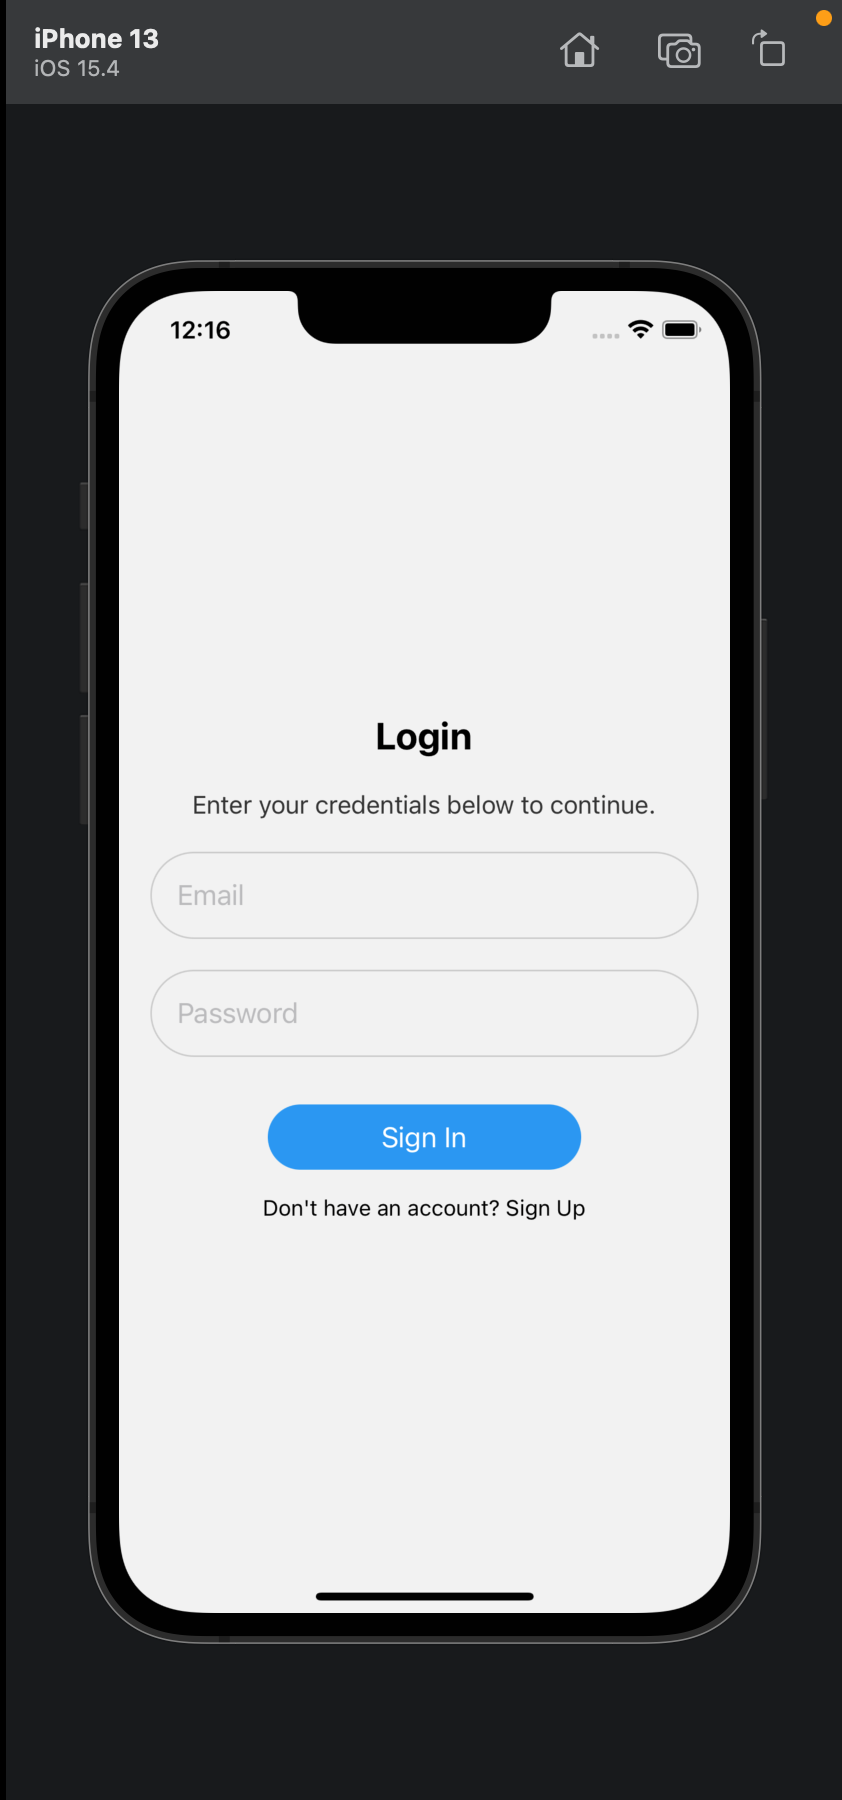 iPhone 13
iOS 15.4
12:16
Login
Enter your credentials below to continue.
Email
Password
Sign In
Don't have an account? Sign Up